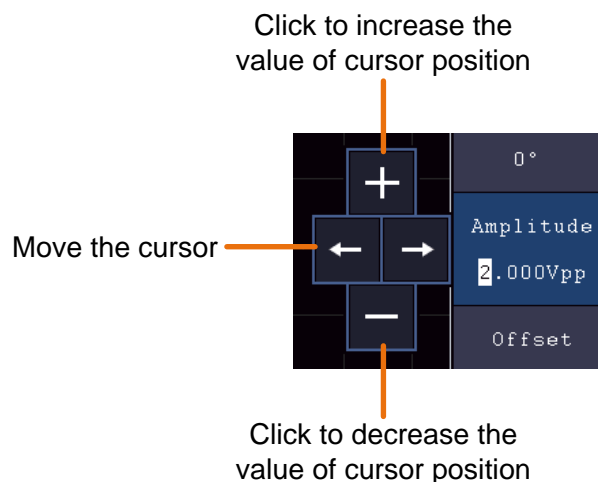 Click to increase the
value of cursor position
+
0°
Amplitude
Move the cursor
← →
2.000Vpp
−
Offset
Click to decrease the
value of cursor position